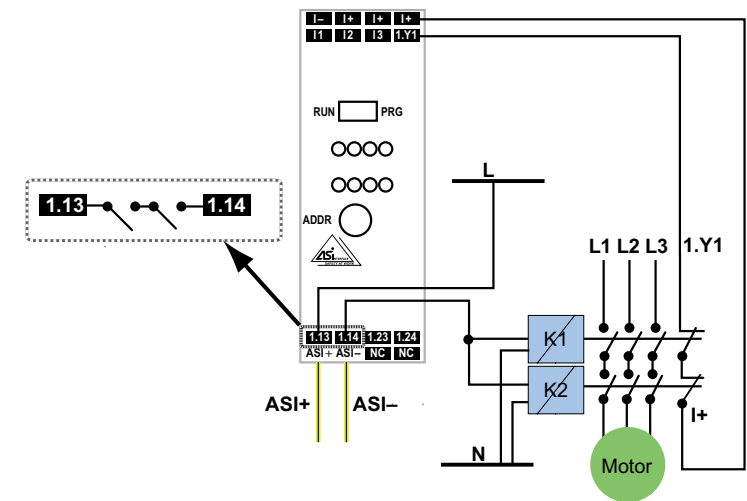 I– I+ I+ I+
I1 I2 I3 1.Y1
RUN PRG
ADDR
1.13 1.14
L
L1 L2 L3 1.Y1
1.13 1.14 1.23 1.24
ASI+ ASI– NC NC
K1
K2
ASI+ ASI–
I+
N
Motor